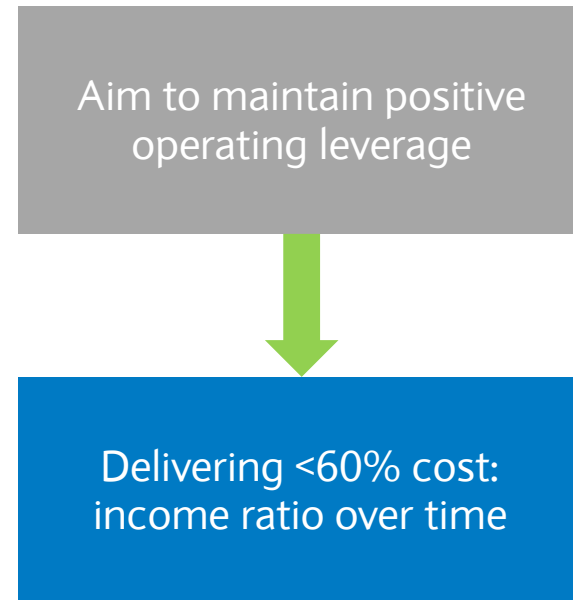 Aim to maintain positive
operating leverage
Delivering <60% cost:
income ratio over time